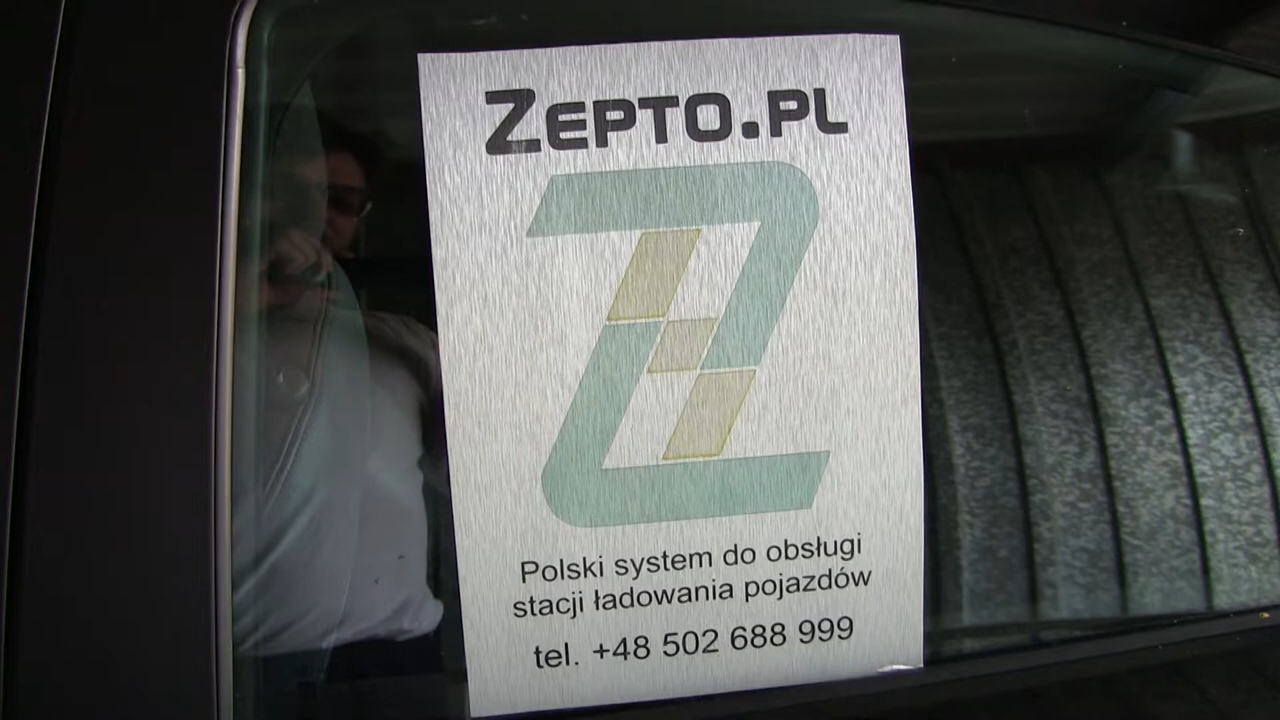 ZEPTO.PL
Polski system do obsługi
stacji ładowania pojazdów
tel. +48 502 688 999